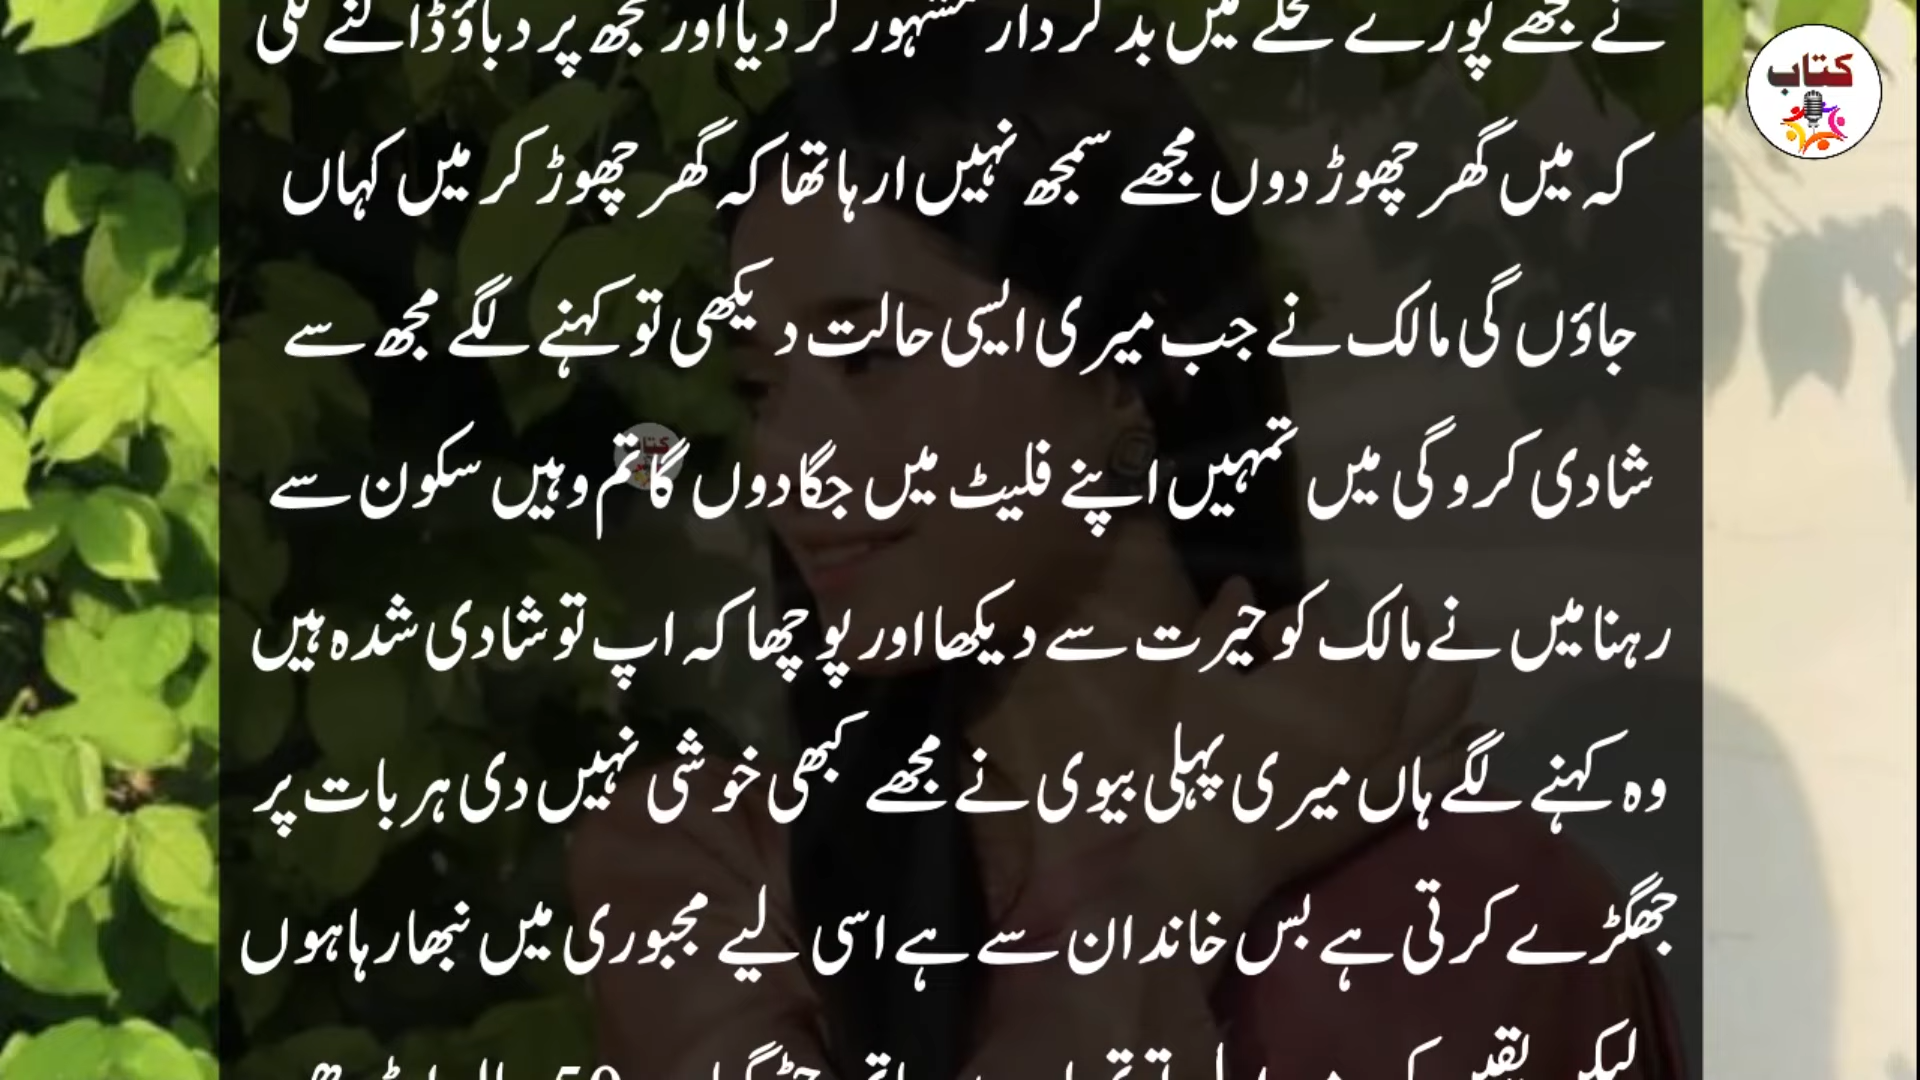 نے مجھے پورے محلے میں بد کردار مشہور کر دیا اور مجھ پر دباؤ ڈالنے لگی
کہ میں گھر چھوڑ دوں مجھے سمجھ نہیں ارہا تھا کہ گھر چھوڑ کر میں کہاں
جاؤں گی مالک نے جب میری ایسی حالت دیکھی تو کہنے لگے مجھ سے
شادی کرو گی میں تمہیں اپنے فلیٹ میں جگا دوں گا تم وہیں سکون سے
رہنا میں نے مالک کو حیرت سے دیکھا اور پوچھا کہ اپ تو شادی شدہ ہیں
وہ کہنے لگے ہاں میری پہلی بیوی نے مجھے کبھی خوشی نہیں دی ہر بات پر
جھگڑے کرتی ہے بس خاندان سے ہے اسی لیے مجبوری میں نبھا رہا ہوں
لیکن یقین
کتاب
کتاب